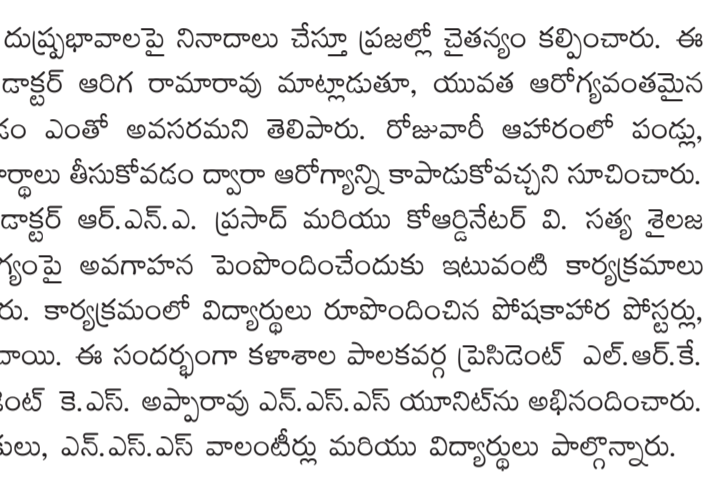 దుష్ప్రభావాలపై నినాదాలు చేస్తూ ప్రజల్లో చైతన్యం కల్పించారు. ఈ
డాక్టర్ ఆరిగ రామారావు మాట్లాడుతూ, యువత ఆరోగ్యవంతమైన
ఎంతో అవసరమని తెలిపారు. రోజువారీ ఆహారంలో పండ్లు,
తీసుకోవడం ద్వారా ఆరోగ్యాన్ని కాపాడుకోవచ్చని సూచించారు.
డాక్టర్ ఆర్.ఎన్.ఎ. ప్రసాద్ మరియు కోఆర్డినేటర్ వి. సత్య శైలజ
అవగాహన పెంపొందించేందుకు ఇటువంటి కార్యక్రమాలు
కార్యక్రమంలో విద్యార్థులు రూపొందించిన పోషకాహార పోస్టర్లు,
ఈ సందర్భంగా కళాశాల పాలకవర్గ ప్రెసిడెంట్ ఎల్.ఆర్.కే.
కె.ఎస్. అప్పారావు ఎన్.ఎస్.ఎస్ యూనిట్‌ను అభినందించారు.
ఎన్.ఎస్.ఎస్ వాలంటీర్లు మరియు విద్యార్థులు పాల్గొన్నారు.